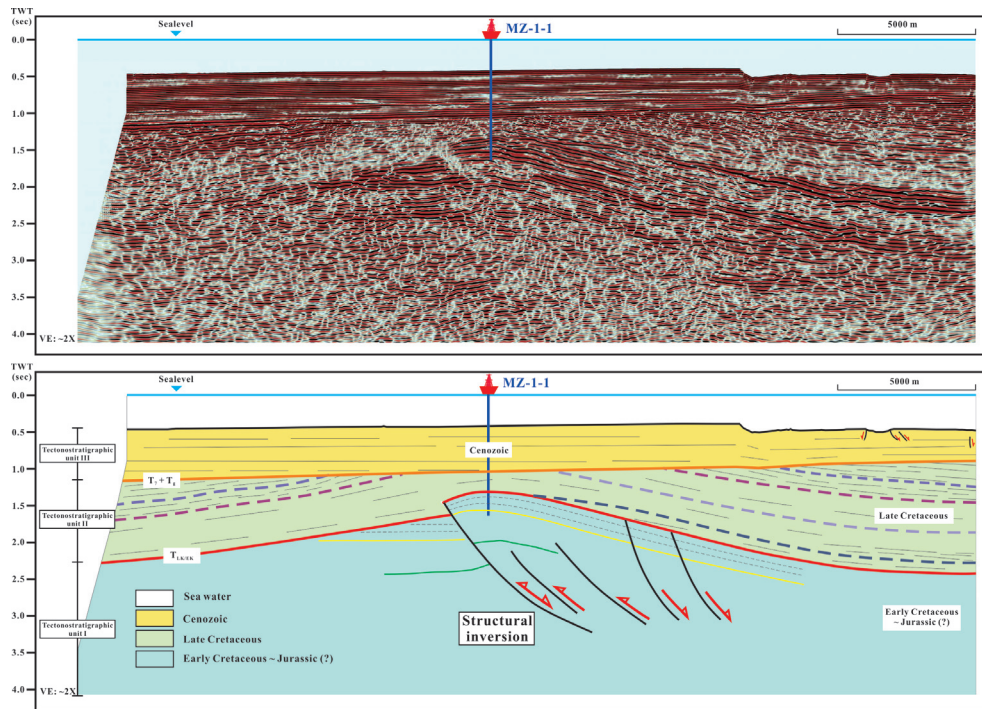 TWT
(sec)
Sealevel
MZ-1-1
5000 m
0.0
0.5
1.0
1.5
2.0
2.5
3.0
3.5
4.0
VE: ~2X
TWT
(sec)
Sealevel
MZ-1-1
5000 m
0.0
0.5
Tectonostratigraphic
unit III
Cenozoic
1.0
1.5
Tectonostratigraphic
unit II
Late Cretaceous
2.0
T LK/EK
2.5
Sea water
3.0
Cenozoic
Tectonostratigraphic
unit I
Structural
inversion
Early Cretaceous
~ Jurassic (?)
Late Cretaceous
3.5
Early Cretaceous ~ Jurassic (?)
4.0
VE: ~2X